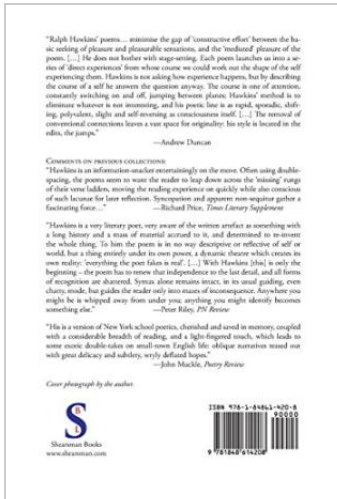 “Ralph Hawkins’ poems… minimise the gap of ‘constructive effort’ between the ba-
sic seeking of pleasure and pleasurable sensations, and the ‘mediated’ pleasure of the
poem. […] He does not bother with stage-setting. Each poem launches us into a se-
ries of ‘direct experiences’ from whose course we could work out the shape of the self
experiencing them. Hawkins is not asking how experience happens, but by describing
the course of a self he answers the question anyway. The course is one of attention,
constantly switching on and off, jumping between planes; Hawkins’ method is to
eliminate whatever is not interesting, and his poetic line is as rapid, sporadic, shift-
ing, polyvalent, slight and self-reversing as consciousness itself. […] The removal of
conventional connections leaves a vast space for originality: his style is located in the
edits, the jumps.”
—Andrew Duncan
Comments on previous collections:
“Hawkins is an information-snacker entertainingly on the move. Often using double-
spacing, the poems seem to want the reader to leap down across the ‘missing’ rungs
of their verse ladders, moving the reading experience on quickly while also conscious
of such lacunae for later reflection. Syncopation and apparent non-sequitur gather a
fascinating force…” —Richard Price, Times Literary Supplement
“Hawkins is a very literary poet, very aware of the written artefact as something with
a long history and a mass of material accrued to it, and determined to re-invent
the whole thing. To him the poem is in no way descriptive or reflective of self or
world, but a thing entirely under its own power, a dynamic theatre which creates its
own reality: ‘everything the poet fakes is real’. […] With Hawkins [this] is only the
beginning – the poem has to renew that independence to the last detail, and all forms
of recognition are shattered. Syntax alone remains intact, in its usual guiding, even
chatty, mode, but guides the reader only into mazes of inconsequence. Anywhere you
might be is whipped away from under you; anything you might identify becomes
something else.” —Peter Riley, PN Review
“His is a version of New York school poetics, cherished and saved in memory, coupled
with a considerable breadth of reading, and a light-fingered touch, which leads to
some exotic double-takes on small-town English life: oblique narratives teased out
with great delicacy and subtlety, wryly deflated hopes.”
—John Muckle, Poetry Review
Cover photograph by the author.
S
B L
Shearsman Books
www.shearsman.com
ISBN 978-1-84861-420-8
90000
9 781848 614208